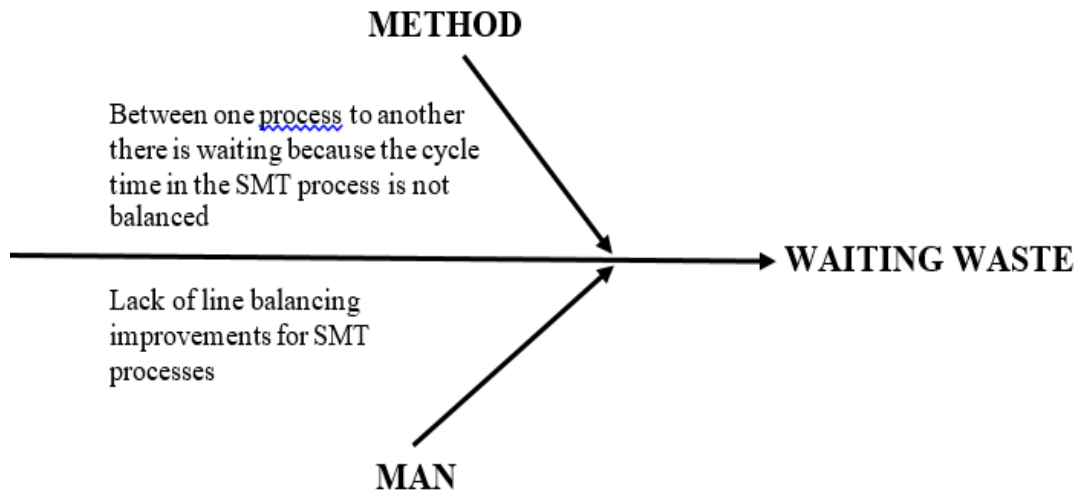 METHOD
Between one process to another
there is waiting because the cycle
time in the SMT process is not
balanced
WAITING WASTE
Lack of line balancing
improvements for SMT
processes
MAN